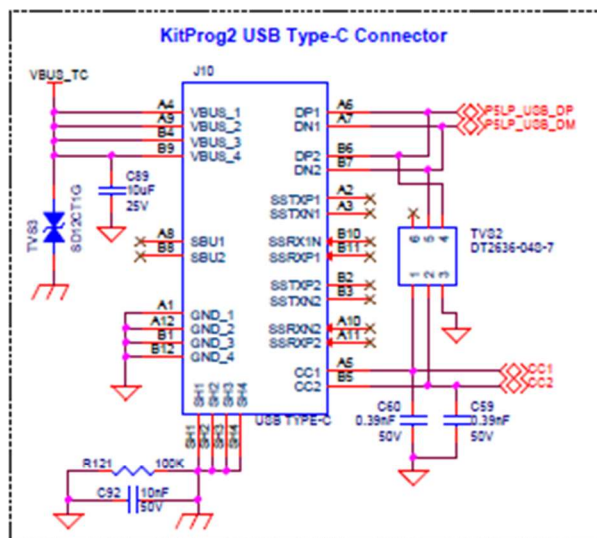 KitProg2 USB Type-C Connector
VBUS_TC
J10
A4 VBUS_1
A9 VBUS_2
B4 VBUS_3
B9 VBUS_4
DP1 A6 P5LP_USB_DP
DN1 A7 P5LP_USB_DM
DP2 B6
DN2 B7
C89
10uF
25V
TVS3
SD12CT1G
SSTXP1 A2
SSTXN1 A3
A8 SBU1
B8 SBU2
SSRX1N B10
SSRXP1 B11
6 5 4
1 2 3
TVS2
DT2636-04S-7
SSTXP2 B2
SSTXN2 B3
A1 GND_1
A12 GND_2
B1 GND_3
B12 GND_4
SSRXN2 A10
SSRXP2 A11
CC1 A5 CC1
CC2 B5 CC2
SH1 SH2 SH3 SH4
USB TYPE-C
SH1 SH2 SH3 SH4
C60
0.39nF
50V
C59
0.39nF
50V
R121 100K
C92 10nF
50V